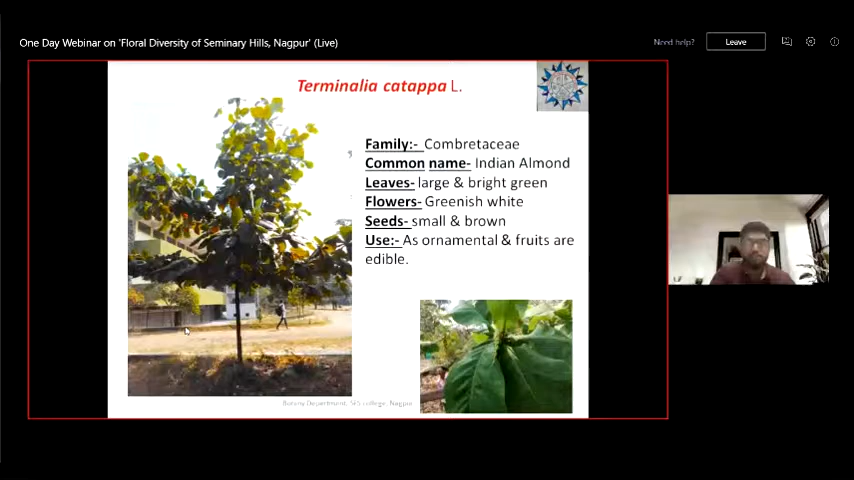 One Day Webinar on 'Floral Diversity of Seminary Hills, Nagpur' (Live)
Need help?
Leave
Terminalia catappa L.
Family:- Combretaceae
Common name- Indian Almond
Leaves- large & bright green
Flowers- Greenish white
Seeds- small & brown
Use:- As ornamental & fruits are
edible.
Botany Department, SFS college, Nagpur